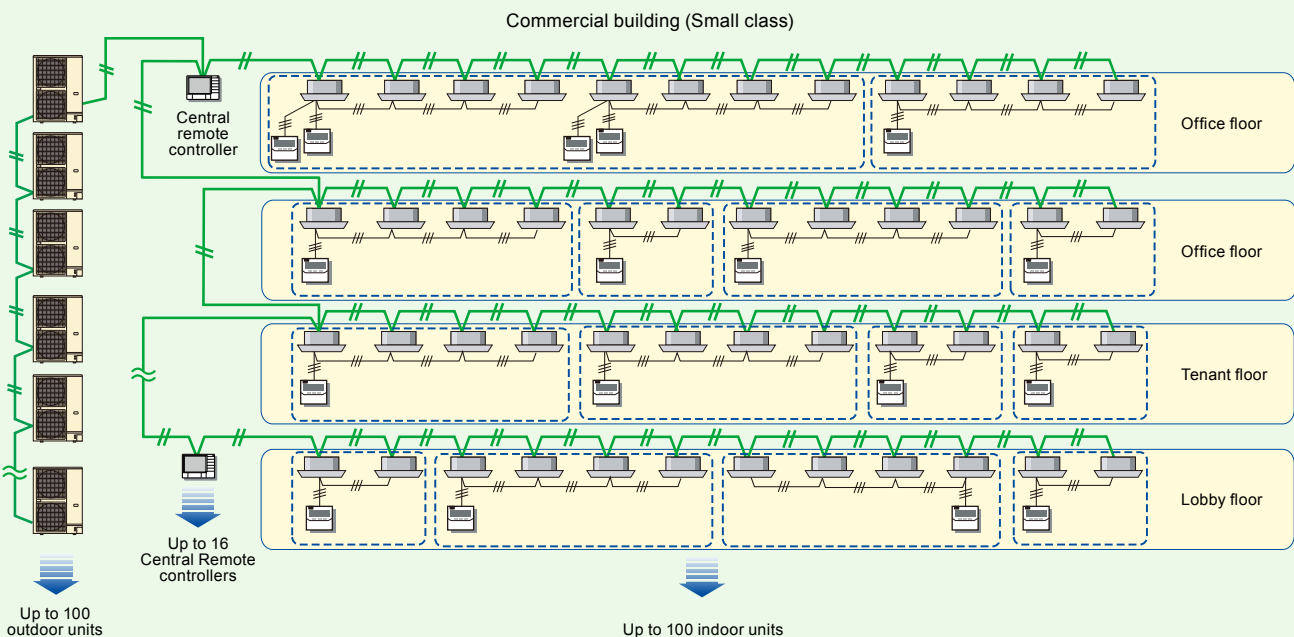 Commercial building (Small class)
Central
remote
controller
Office floor
Office floor
Tenant floor
Lobby floor
Up to 16
Central Remote
controllers
Up to 100
outdoor units
Up to 100 indoor units